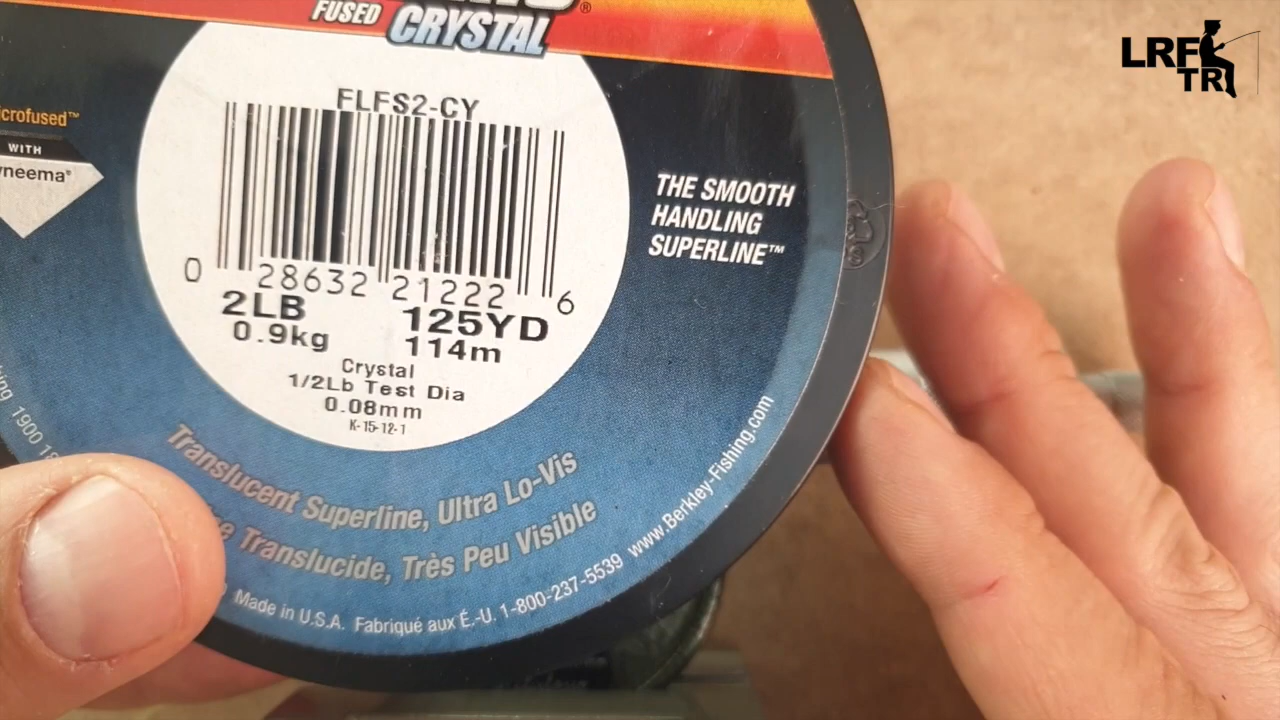 FUSED CRYSTAL
LRF
TR
FLFS2-CY
crofused™
WITH
neema®
THE SMOOTH
HANDLING
SUPERLINE™
0 28632 21222 6
2LB 125YD
0.9kg 114m
Crystal
1/2Lb Test Dia
0.08mm
K-15-12-1
Translucent Superline, Ultra Lo-Vis
Translucide, Très Peu Visible
Made in U.S.A. Fabriqué aux É.-U. 1-800-237-5539 www.Berkley-Fishing.com